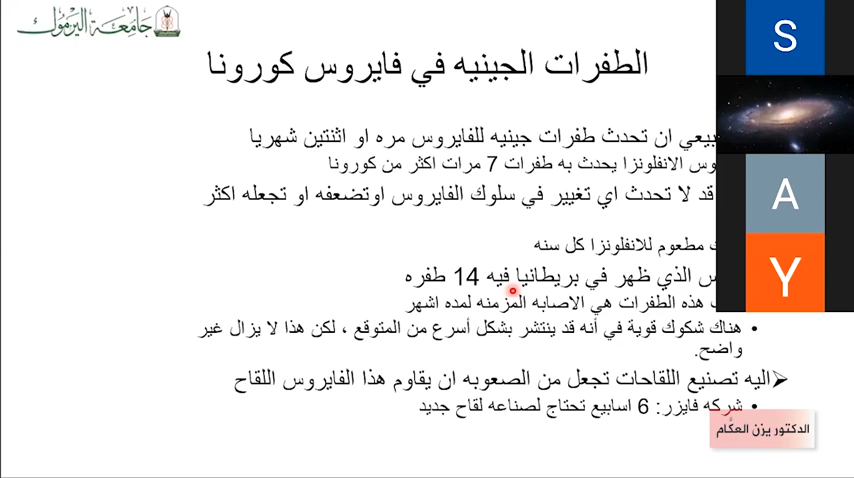 جامعة اليرموك
S
الطفرات الجينيه في فايروس كورونا
ان تحدث طفرات جينيه للفايروس مره او اثنتين شهريا
الانفلونزا يحدث به طفرات 7 مرات اكثر من كورونا
A
قد لا تحدث اي تغيير في سلوك الفايروس اوتضعفه او تجعله اكثر
مطعوم للانفلونزا كل سنه
Y
الذي ظهر في بريطانيا فيه 14 طفره
هذه الطفرات هي الاصابه المزمنه لمده اشهر
• هناك شكوك قوية في أنه قد ينتشر بشكل أسرع من المتوقع ، لكن هذا لا يزال غير
واضح.
➢ اليه تصنيع اللقاحات تجعل من الصعوبه ان يقاوم هذا الفايروس اللقاح
• شركه فايزر: 6 اسابيع تحتاج لصناعه لقاح جديد
الدكتور يزن العكّام